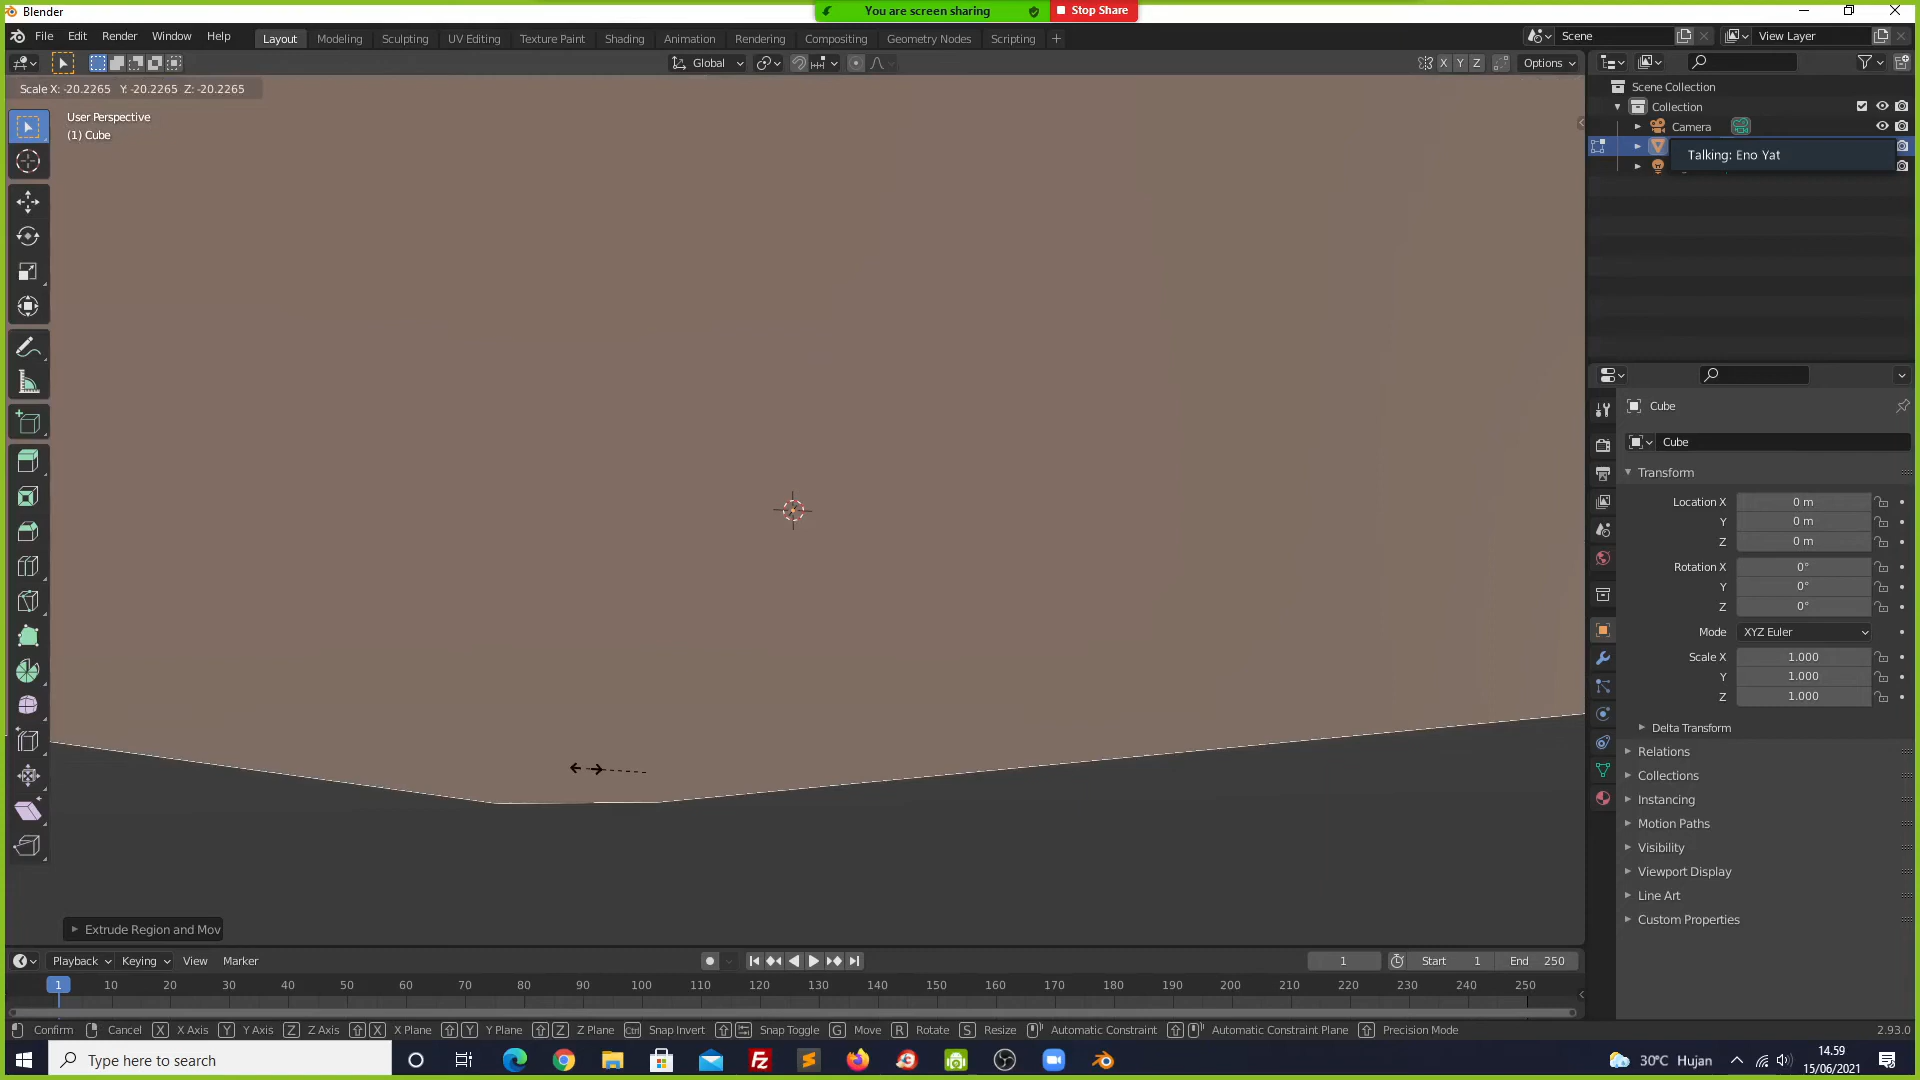 Blender
You are screen sharing
Stop Share
File Edit Render Window Help
Layout Modeling Sculpting UV Editing Texture Paint Shading Animation Rendering Compositing Geometry Nodes Scripting +
Scene
View Layer
Global
X Y Z
Options
Scale X: -20.2265 Y: -20.2265 Z: -20.2265
User Perspective
(1) Cube
Scene Collection
Collection
Camera
Talking: Eno Yat
Cube
Cube
Transform
Location X 0 m
Y 0 m
Z 0 m
Rotation X 0°
Y 0°
Z 0°
Mode XYZ Euler
Scale X 1.000
Y 1.000
Z 1.000
Delta Transform
Relations
Collections
Instancing
Motion Paths
Visibility
Viewport Display
Line Art
Custom Properties
Extrude Region and Mov
Playback Keying View Marker
1 Start 1 End 250
1 10 20 30 40 50 60 70 80 90 100 110 120 130 140 150 160 170 180 190 200 210 220 230 240 250
Confirm Cancel X X Axis Y Y Axis Z Z Axis X X Plane Y Y Plane Z Z Plane Ctrl Snap Invert Snap Toggle G Move R Rotate S Resize Automatic Constraint Automatic Constraint Plane Precision Mode
2.93.0
Type here to search
30°C Hujan
14.59
15/06/2021